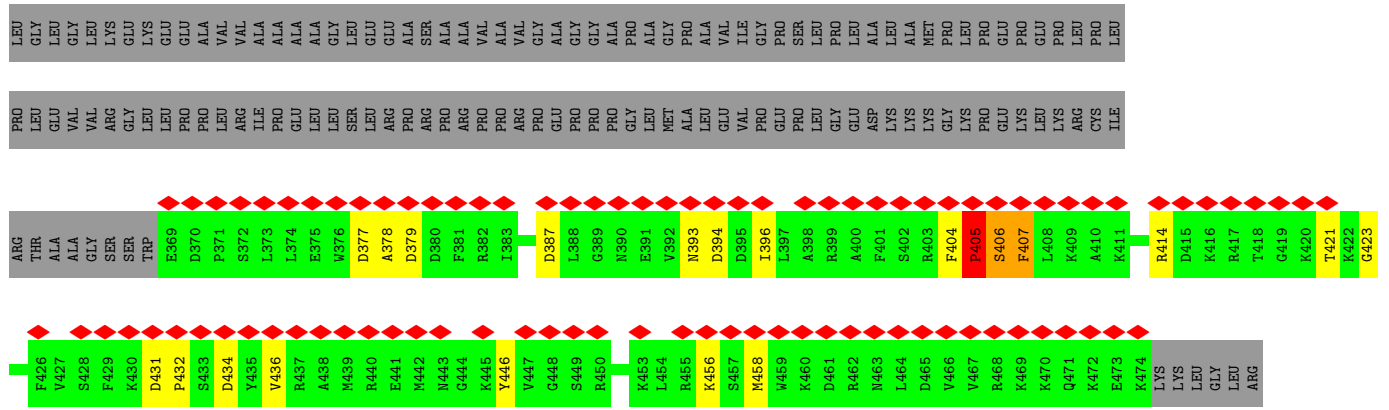 LEU GLY LEU GLY LEU LYS GLU LYS GLU GLU ALA VAL VAL ALA ALA ALA ALA GLY LEU GLU GLU ALA SER ALA ALA VAL ALA VAL GLY ALA GLY GLY ALA PRO ALA GLY PRO ALA VAL ILE GLY PRO SER LEU PRO LEU ALA LEU ALA MET PRO LEU PRO GLU PRO GLU PRO LEU PRO LEU
PRO LEU GLU VAL VAL ARG GLY LEU LEU PRO PRO LEU ARG ILE PRO GLU LEU LEU SER LEU LEU ARG PRO ARG PRO ARG PRO PRO ARG PRO GLU PRO PRO PRO GLY LEU MET ALA LEU GLU VAL PRO GLU PRO LEU GLY GLU ASP LYS LYS LYS GLY LYS PRO GLU LYS LEU LYS ARG CYS ILE
ARG THR ALA ALA GLY SER SER TRP E369 D370 P371 S372 L373 L374 E375 W376 D377 A378 D379 D380 F381 R382 I383 D387 L388 G389 N390 E391 V392 N393 D394 D395 I396 L397 A398 R399 A400 F401 S402 R403 F404 P405 S406 F407 L408 K409 A410 K411 R414 D415 K416 R417 T418 G419 K420 T421 K422 G423
F426 V427 S428 F429 K430 D431 P432 S433 D434 Y435 V436 R437 A438 M439 R440 E441 M442 N443 G444 K445 Y446 V447 G448 S449 R450 K453 L454 R455 K456 S457 M458 W459 K460 D461 R462 N463 L464 D465 V466 V467 R468 K469 K470 Q471 K472 E473 K474 LYS LYS LEU GLY LEU ARG